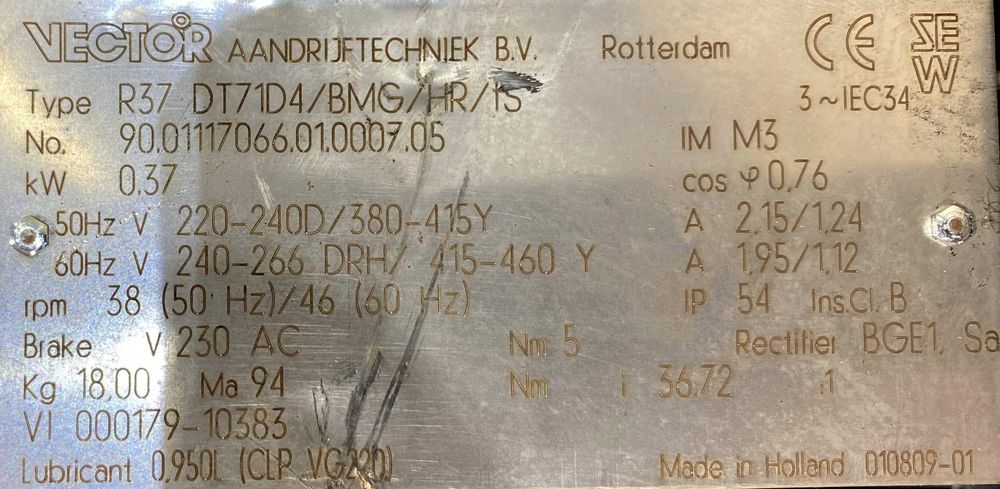 VECTOR AANDRIJFTECHNIEK B.V. Rotterdam CE SEW
Type R37 DT71D4/BMG/HR/IS 3~IEC34
No. 90.01117066.01.0007.05 IM M3
kW 0.37 cos φ 0,76
50Hz V 220-240D/380-415Y A 2,15/1,24
60Hz V 240-266 DRH/ 415-460 Y A 1,95/1,12
rpm 38 (50 Hz)/46 (60 Hz) IP 54 Ins.Cl. B
Brake V 230 AC Nm 5 Rectifier BGE1, Sa
Kg 18,00 Ma 94 Nm i 36,72 :1
VI 000179-10383
Lubricant 0,950L (CLP VG220) Made in Holland 010809-01